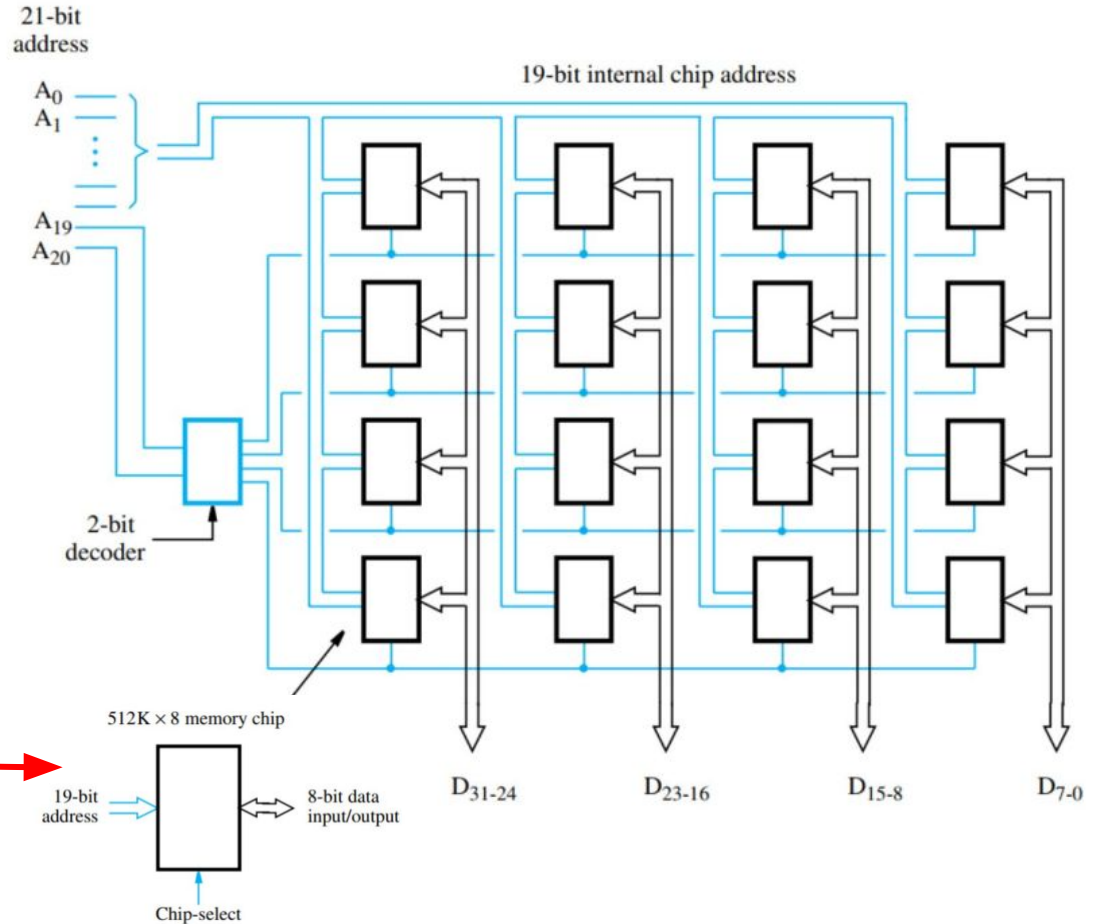 21-bit
address
19-bit internal chip address
A₀
A₁
A₁₉
A₂₀
2-bit
decoder
512K × 8 memory chip
D₃₁₋₂₄
D₂₃₋₁₆
D₁₅₋₈
D₇₋₀
19-bit
address
8-bit data
input/output
Chip-select